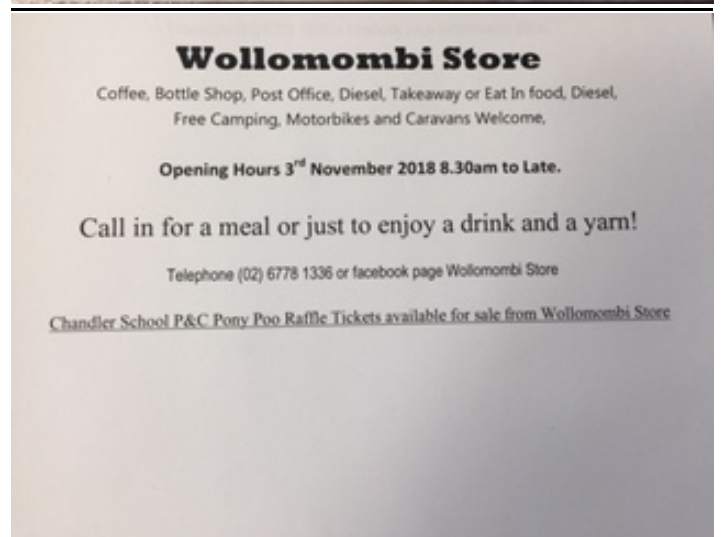 Wollomombi Store
Coffee, Bottle Shop, Post Office, Diesel, Takeaway or Eat In food, Diesel,
Free Camping, Motorbikes and Caravans Welcome,
Opening Hours 3rd November 2018 8.30am to Late.
Call in for a meal or just to enjoy a drink and a yarn!
Telephone (02) 6778 1336 or facebook page Wollomombi Store
Chandler School P&C Pony Poo Raffle Tickets available for sale from Wollomombi Store